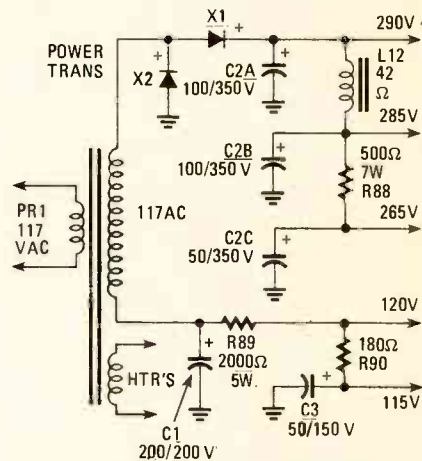 X1
290V
POWER
TRANS
X2
C2A
100/350 V
L12
42
Ω
285V
C2B
100/350 V
500Ω
7W
R88
PR1
117
VAC
117AC
265V
C2C
50/350 V
120V
R89
2000Ω
5W.
180Ω
R90
HTR'S
C3
50/150 V
115V
C1
200/200 V